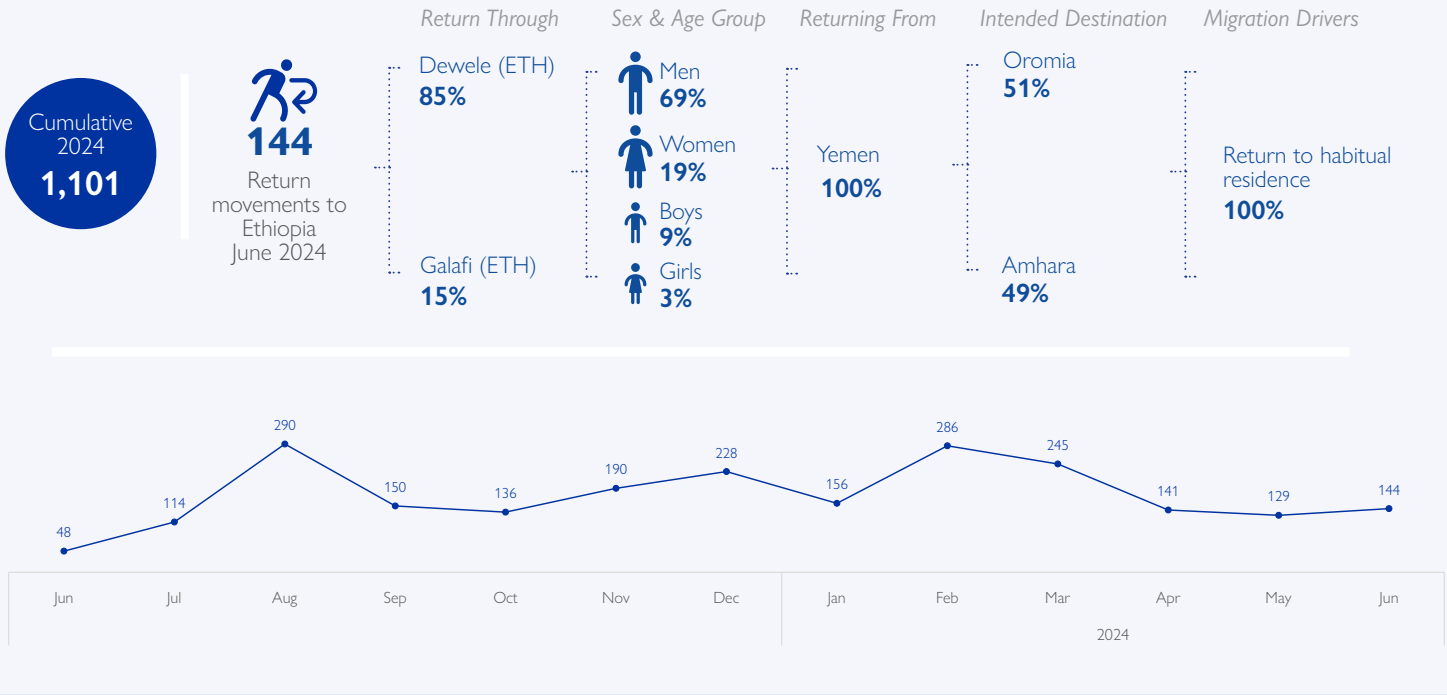 Return Through
Sex & Age Group
Returning From
Intended Destination
Migration Drivers
Cumulative
2024
1,101
144
Return
movements to
Ethiopia
June 2024
Dewele (ETH)
85%
Galafi (ETH)
15%
Men
69%
Women
19%
Boys
9%
Girls
3%
Yemen
100%
Oromia
51%
Amhara
49%
Return to habitual
residence
100%
48
114
290
150
136
190
228
156
286
245
141
129
144
Jun
Jul
Aug
Sep
Oct
Nov
Dec
Jan
Feb
Mar
Apr
May
Jun
2024